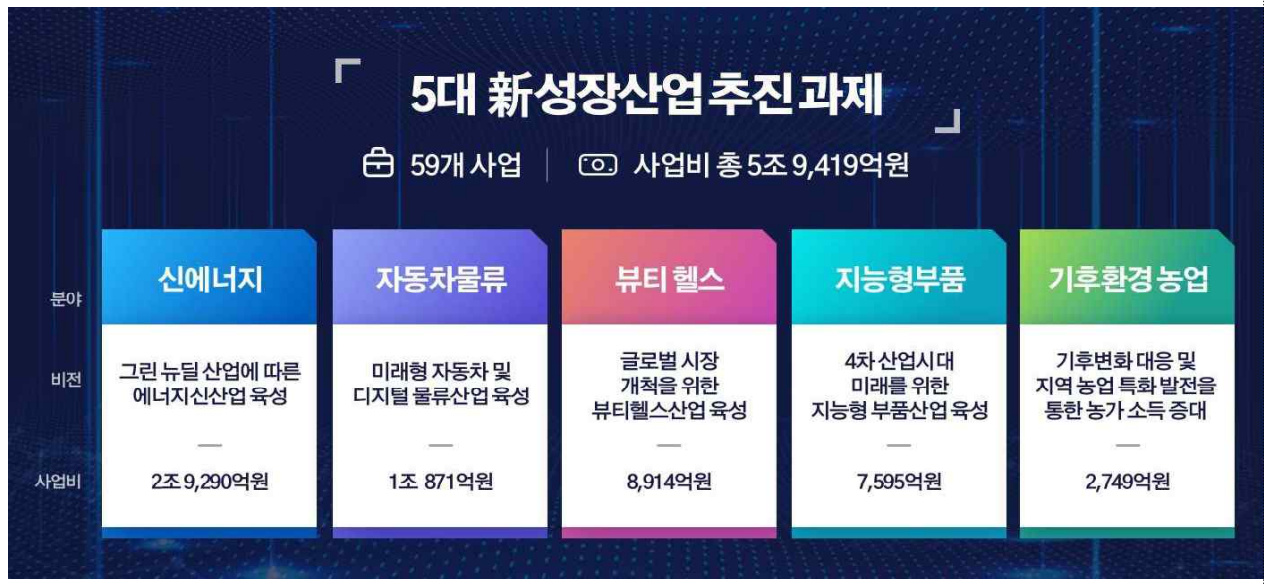 5대 新성장산업 추진 과제
59개 사업 | 사업비 총 5조 9,419억원
분야
신에너지
자동차물류
뷰티 헬스
지능형부품
기후환경 농업
비전
그린 뉴딜 산업에 따른
에너지신산업 육성
미래형 자동차 및
디지털 물류산업 육성
글로벌 시장
개척을 위한
뷰티헬스산업 육성
4차 산업시대
미래를 위한
지능형 부품산업 육성
기후변화 대응 및
지역 농업 특화 발전을
통한 농가 소득 증대
사업비
2조 9,290억원
1조 871억원
8,914억원
7,595억원
2,749억원